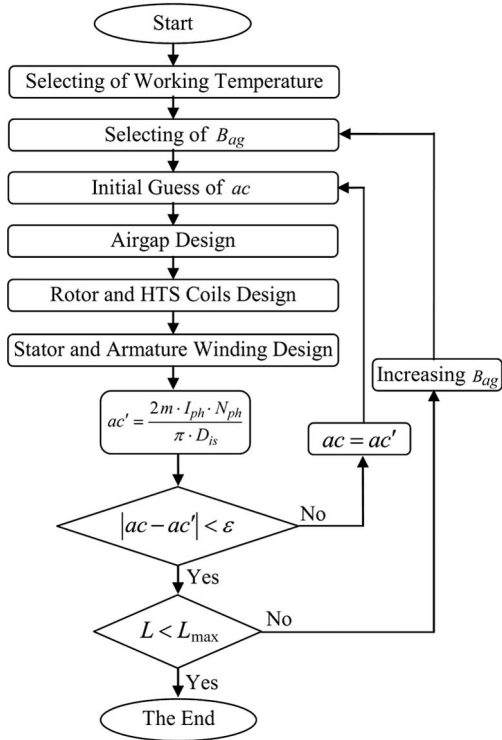 Start
Selecting of Working Temperature
Selecting of B_ag
Initial Guess of ac
Airgap Design
Rotor and HTS Coils Design
Stator and Armature Winding Design
Increasing B_ag
ac′ = (2m · I_ph · N_ph) / (π · D_is)
ac = ac′
|ac − ac′| < ε
No
Yes
L < L_max
No
Yes
The End